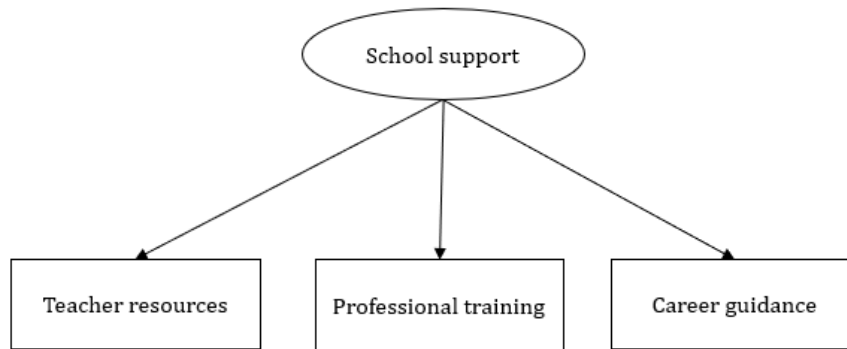 School support
Teacher resources
Professional training
Career guidance